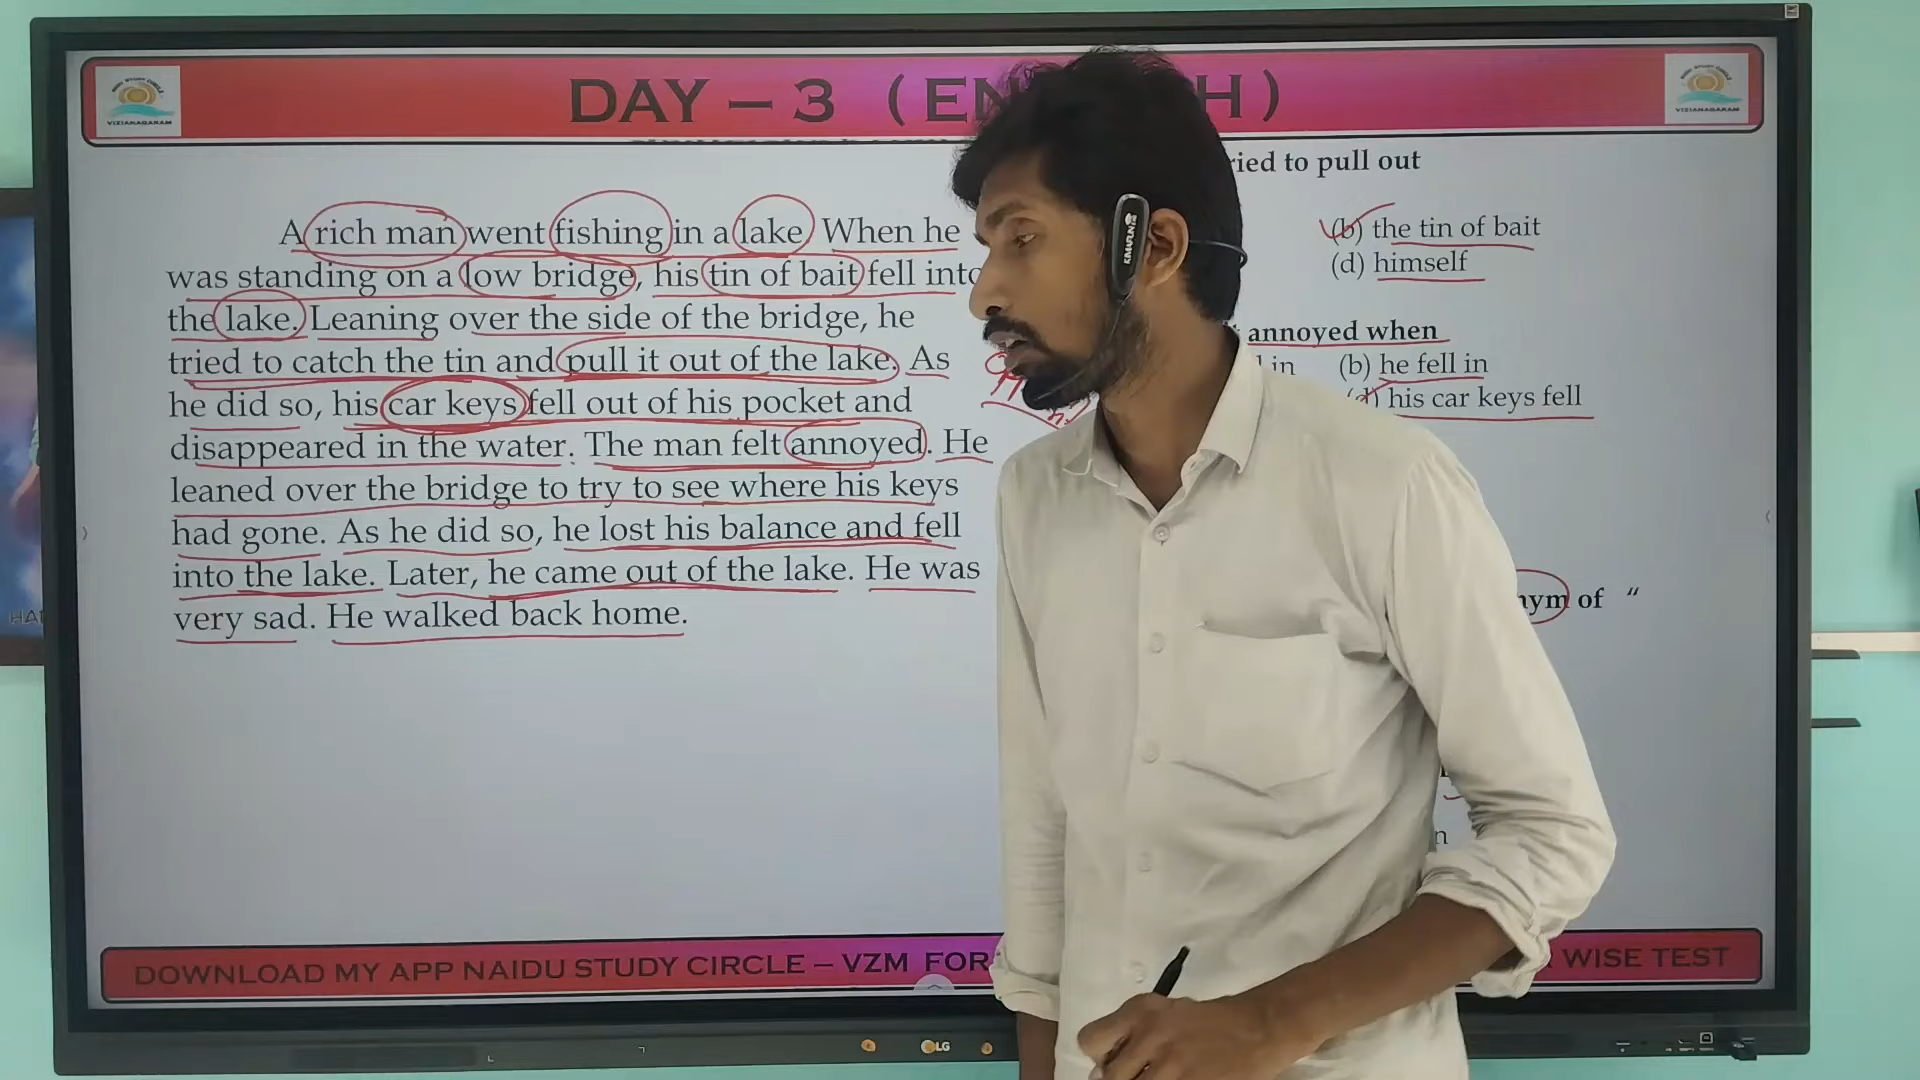 DAY – 3 ( EN H )
VIZIANAGARAM
VIZIANAGARAM
A rich man went fishing in a lake. When he
was standing on a low bridge, his tin of bait fell into
the lake. Leaning over the side of the bridge, he
tried to catch the tin and pull it out of the lake. As
he did so, his car keys fell out of his pocket and
disappeared in the water. The man felt annoyed. He
leaned over the bridge to try to see where his keys
had gone. As he did so, he lost his balance and fell
into the lake. Later, he came out of the lake. He was
very sad. He walked back home.
ried to pull out
(b) the tin of bait
(d) himself
annoyed when
in (b) he fell in
(d) his car keys fell
nym of “
n
DOWNLOAD MY APP NAIDU STUDY CIRCLE – VZM FOR
WISE TEST
LG